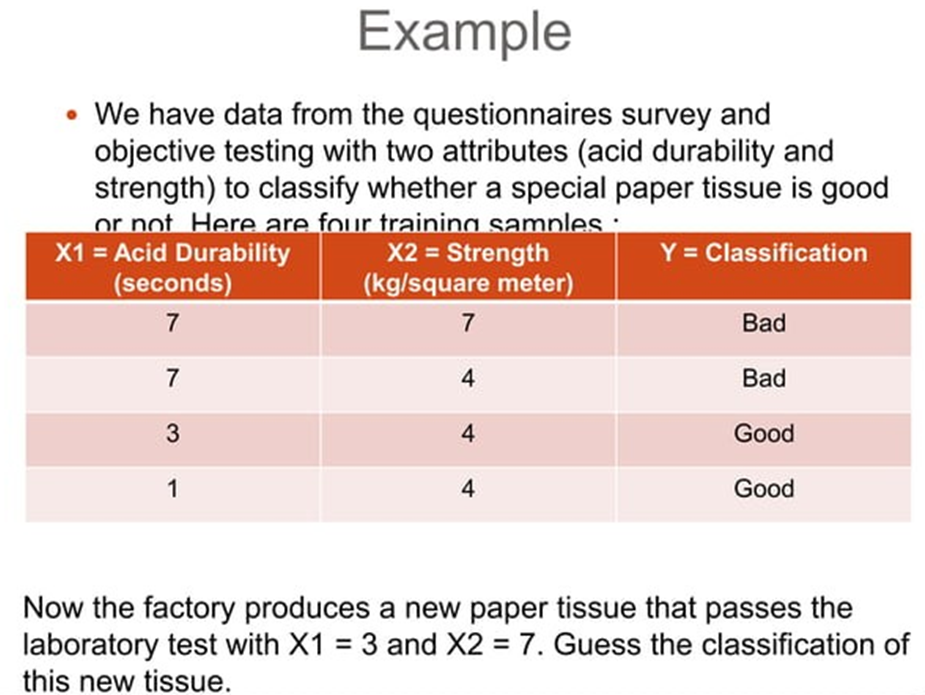 Example
• We have data from the questionnaires survey and
objective testing with two attributes (acid durability and
strength) to classify whether a special paper tissue is good
or not. Here are four training samples :
X1 = Acid Durability (seconds) X2 = Strength (kg/square meter) Y = Classification
7 7 Bad
7 4 Bad
3 4 Good
1 4 Good
Now the factory produces a new paper tissue that passes the
laboratory test with X1 = 3 and X2 = 7. Guess the classification of
this new tissue.